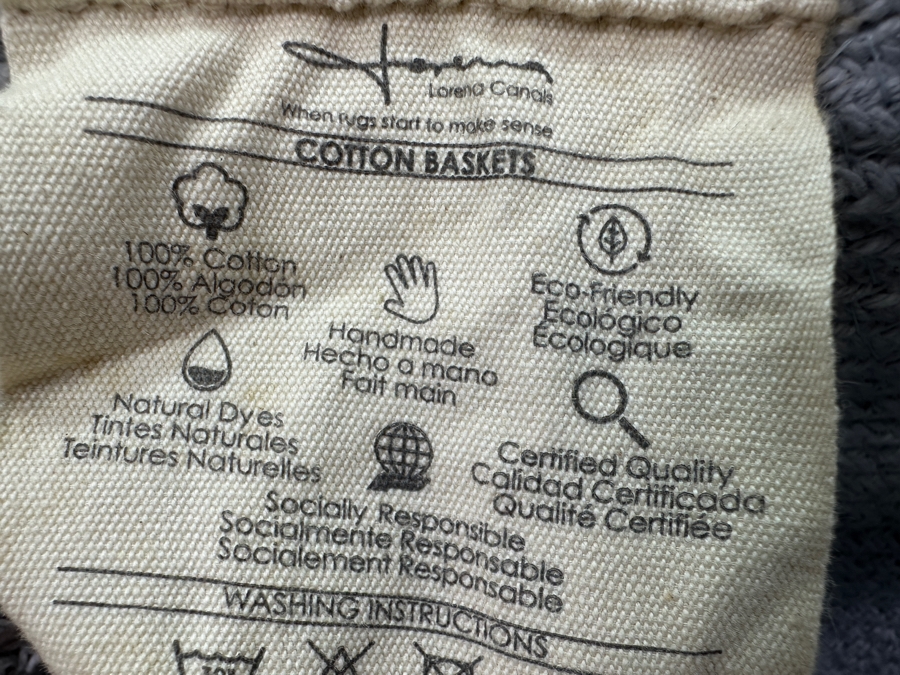 Lorena
Lorena Canals
When rugs start to make sense
COTTON BASKETS
100% Cotton
100% Algodón
100% Coton
Eco-Friendly
Ecológico
Écologique
Handmade
Hecho a mano
Fait main
Natural Dyes
Tintes Naturales
Teintures Naturelles
Certified Quality
Calidad Certificada
Qualité Certifiée
Socially Responsible
Socialmente Responsable
Socialement Responsable
WASHING INSTRUCTIONS